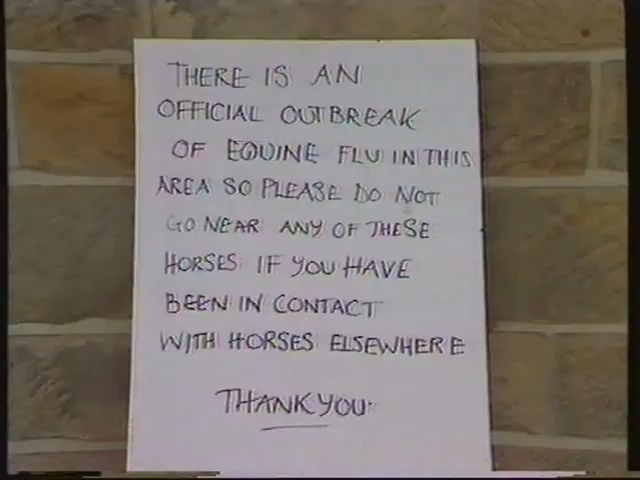 THERE IS AN
OFFICIAL OUTBREAK
OF EQUINE FLU IN THIS
AREA SO PLEASE DO NOT
GO NEAR ANY OF THESE
HORSES IF YOU HAVE
BEEN IN CONTACT
WITH HORSES ELSEWHERE
THANK YOU.